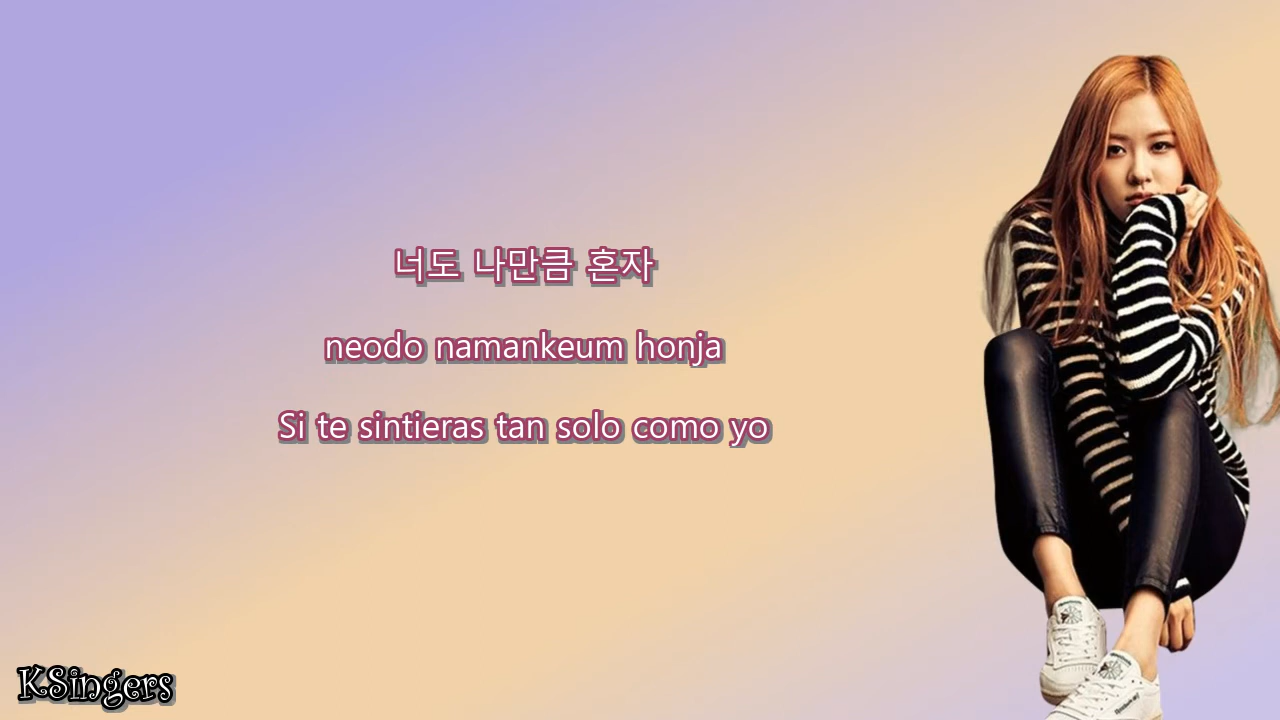 너도 나만큼 혼자
neodo namankeum honja
Si te sintieras tan solo como yo
KSingers